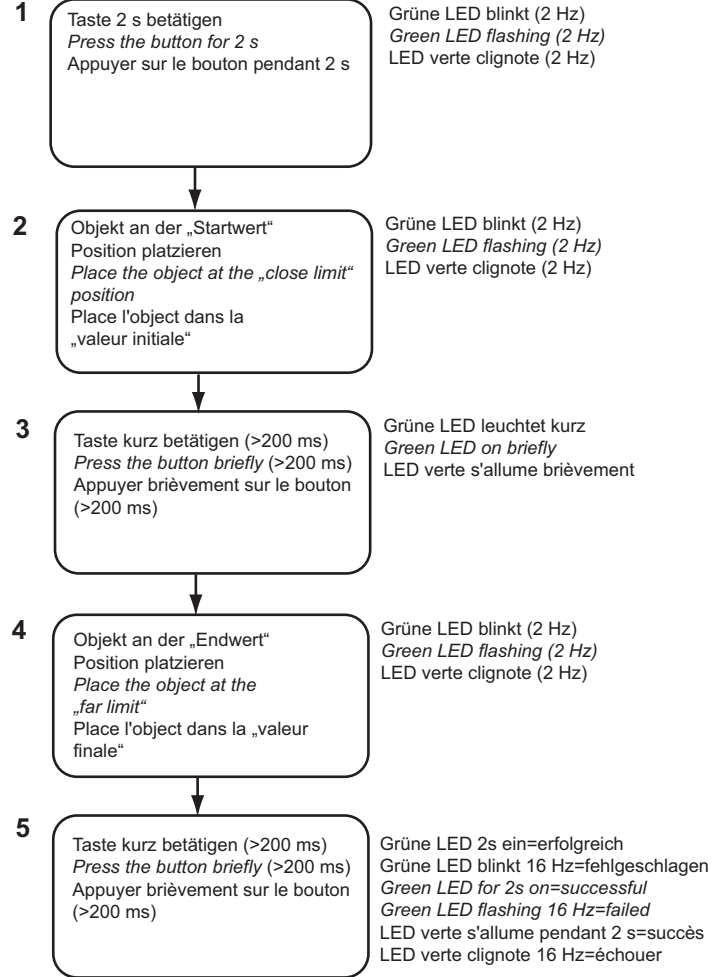 1
Taste 2 s betätigen
Press the button for 2 s
Appuyer sur le bouton pendant 2 s
Grüne LED blinkt (2 Hz)
Green LED flashing (2 Hz)
LED verte clignote (2 Hz)
2
Objekt an der „Startwert“
Position platzieren
Place the object at the „close limit“
position
Place l'object dans la
„valeur initiale“
Grüne LED blinkt (2 Hz)
Green LED flashing (2 Hz)
LED verte clignote (2 Hz)
3
Taste kurz betätigen (>200 ms)
Press the button briefly (>200 ms)
Appuyer brièvement sur le bouton
(>200 ms)
Grüne LED leuchtet kurz
Green LED on briefly
LED verte s'allume brièvement
4
Objekt an der „Endwert“
Position platzieren
Place the object at the
„far limit“
Place l'object dans la „valeur
finale“
Grüne LED blinkt (2 Hz)
Green LED flashing (2 Hz)
LED verte clignote (2 Hz)
5
Taste kurz betätigen (>200 ms)
Press the button briefly (>200 ms)
Appuyer brièvement sur le bouton
(>200 ms)
Grüne LED 2s ein=erfolgreich
Grüne LED blinkt 16 Hz=fehlgeschlagen
Green LED for 2s on=successful
Green LED flashing 16 Hz=failed
LED verte s'allume pendant 2 s=succès
LED verte clignote 16 Hz=échouer